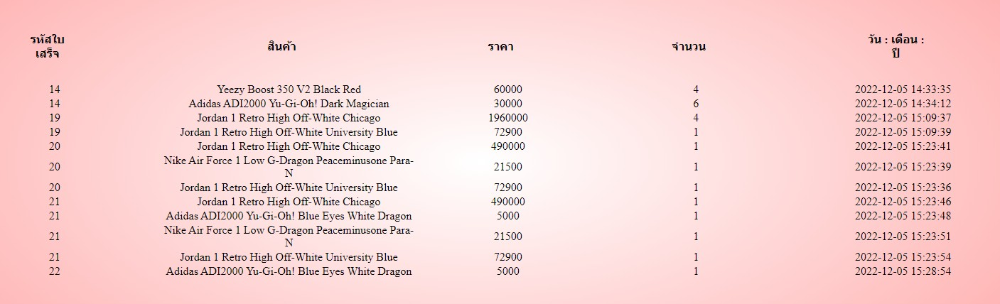 รหัสใบ สินค้า ราคา จำนวน วัน : เดือน :
เสร็จ ปี
14 Yeezy Boost 350 V2 Black Red 60000 4 2022-12-05 14:33:35
14 Adidas ADI2000 Yu-Gi-Oh! Dark Magician 30000 6 2022-12-05 14:34:12
19 Jordan 1 Retro High Off-White Chicago 1960000 4 2022-12-05 15:09:37
19 Jordan 1 Retro High Off-White University Blue 72900 1 2022-12-05 15:09:39
20 Jordan 1 Retro High Off-White Chicago 490000 1 2022-12-05 15:23:41
20 Nike Air Force 1 Low G-Dragon Peaceminusone Para- 21500 1 2022-12-05 15:23:39
N
20 Jordan 1 Retro High Off-White University Blue 72900 1 2022-12-05 15:23:36
21 Jordan 1 Retro High Off-White Chicago 490000 1 2022-12-05 15:23:46
21 Adidas ADI2000 Yu-Gi-Oh! Blue Eyes White Dragon 5000 1 2022-12-05 15:23:48
21 Nike Air Force 1 Low G-Dragon Peaceminusone Para- 21500 1 2022-12-05 15:23:51
N
21 Jordan 1 Retro High Off-White University Blue 72900 1 2022-12-05 15:23:54
22 Adidas ADI2000 Yu-Gi-Oh! Blue Eyes White Dragon 5000 1 2022-12-05 15:28:54